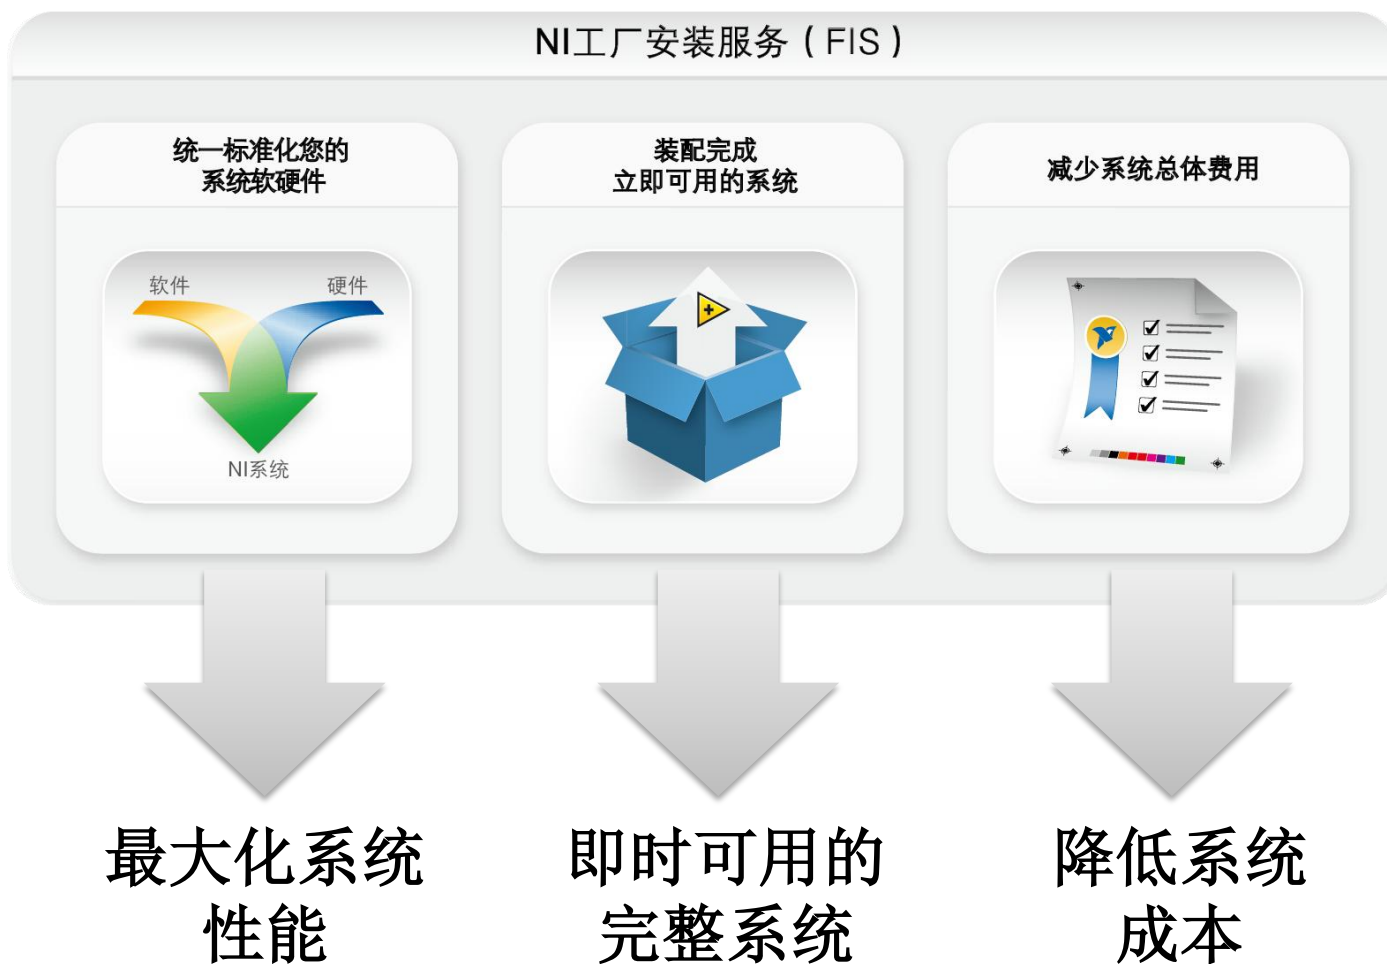 NI工厂安装服务（FIS）
统一标准化您的
系统软硬件
软件
硬件
NI系统
装配完成
立即可用的系统
减少系统总体费用
最大化系统
性能
即时可用的
完整系统
降低系统
成本